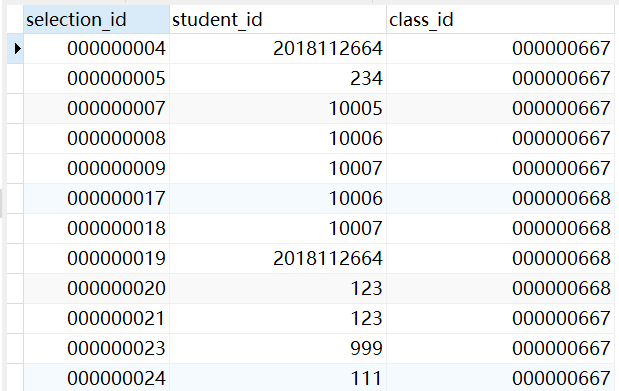 selection_id student_id class_id
000000004 2018112664 000000667
000000005 234 000000667
000000007 10005 000000667
000000008 10006 000000667
000000009 10007 000000667
000000017 10006 000000668
000000018 10007 000000668
000000019 2018112664 000000668
000000020 123 000000668
000000021 123 000000667
000000023 999 000000667
000000024 111 000000667